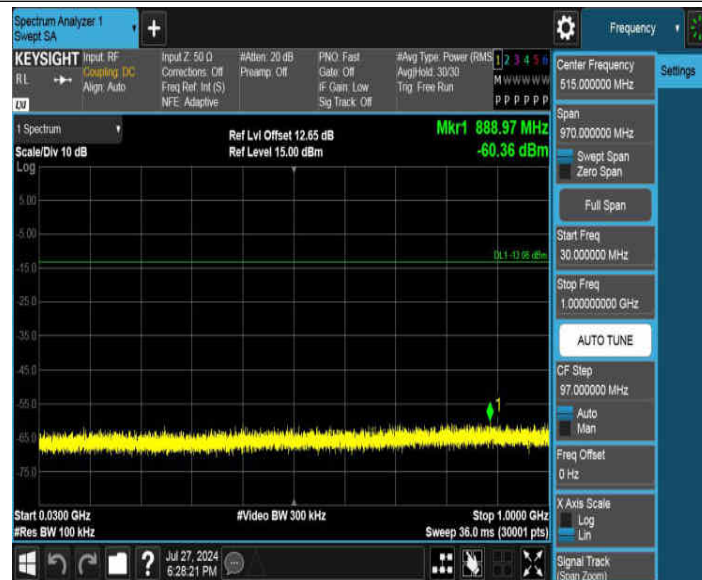 Spectrum Analyzer 1
Swept SA
+
Frequency
KEYSIGHT
RL
LXI
Input: RF
Coupling: DC
Align: Auto
Input Z: 50 Ω
Corrections: Off
Freq Ref: Int (S)
NFE: Adaptive
#Atten: 20 dB
Preamp: Off
PNO: Fast
Gate: Off
IF Gain: Low
Sig Track: Off
#Avg Type: Power (RMS
Avg|Hold: 30/30
Trig: Free Run
1 2 3 4 5 6
M W W W W W
P P P P P P
1 Spectrum
Scale/Div 10 dB
Log
Ref Lvl Offset 12.65 dB
Ref Level 15.00 dBm
Mkr1 888.97 MHz
-60.36 dBm
5.00
-5.00
-15.0
-25.0
-35.0
-45.0
-55.0
-65.0
-75.0
1
Start 0.0300 GHz
#Res BW 100 kHz
#Video BW 300 kHz
Stop 1.0000 GHz
Sweep 36.0 ms (30001 pts)
Jul 27, 2024
6:28:21 PM
?
Center Frequency
515.000000 MHz
Settings
Span
970.000000 MHz
Swept Span
Zero Span
Full Span
Start Freq
30.000000 MHz
Stop Freq
1.000000000 GHz
AUTO TUNE
CF Step
97.000000 MHz
Auto
Man
Freq Offset
0 Hz
X Axis Scale
Log
Lin
Signal Track
(Span Zoom)